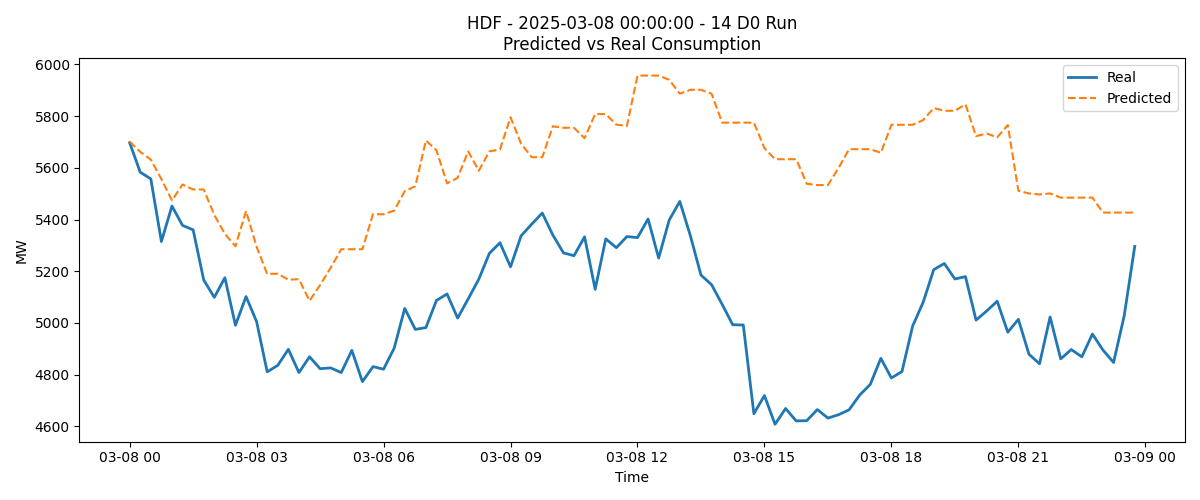 HDF - 2025-03-08 00:00:00 - 14 D0 Run
Predicted vs Real Consumption
6000
5800
5600
5400
5200
5000
4800
4600
MW
Real
Predicted
03-08 00
03-08 03
03-08 06
03-08 09
03-08 12
03-08 15
03-08 18
03-08 21
03-09 00
Time